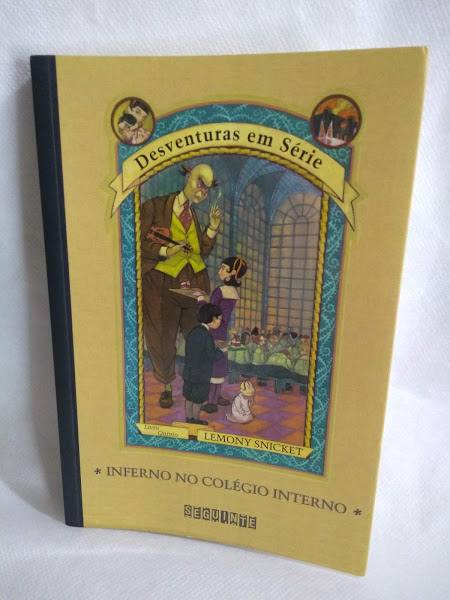 Desventuras em Série
Livro
Quinto
LEMONY SNICKET
* INFERNO NO COLÉGIO INTERNO *
SEGUINTE